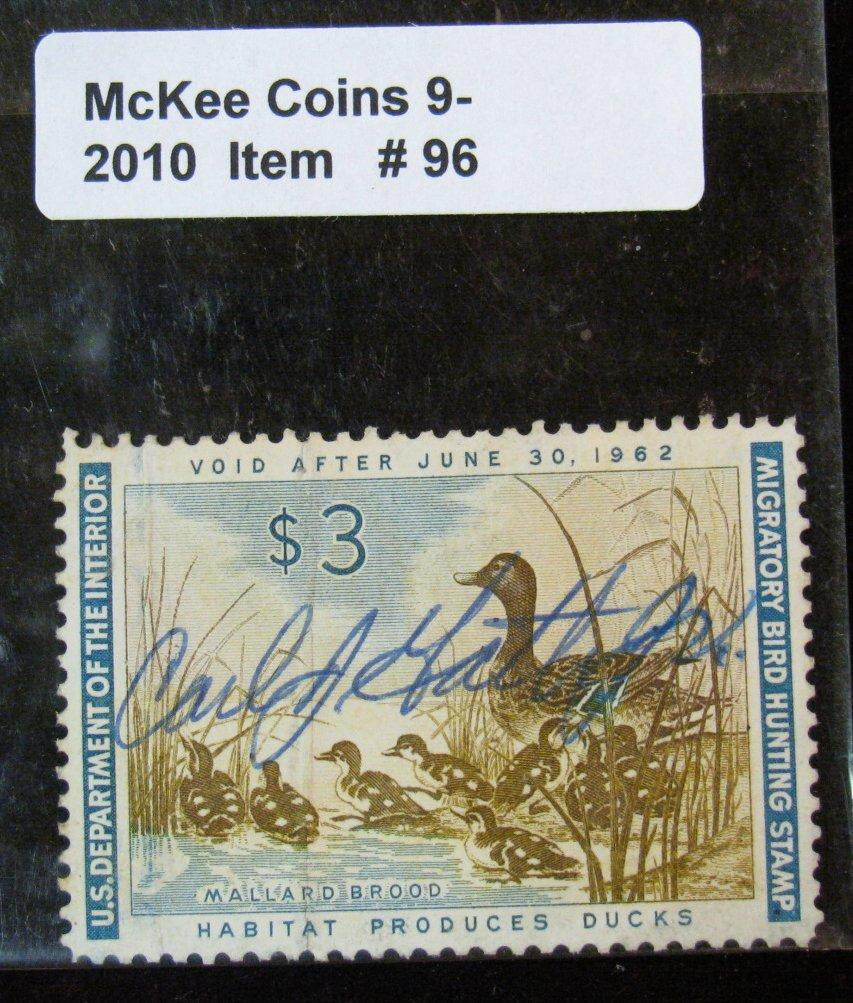 McKee Coins 9-
2010 Item # 96
VOID AFTER JUNE 30, 1962
U.S. DEPARTMENT OF THE INTERIOR
$3
MIGRATORY BIRD HUNTING STAMP
MALLARD BROOD
HABITAT PRODUCES DUCKS